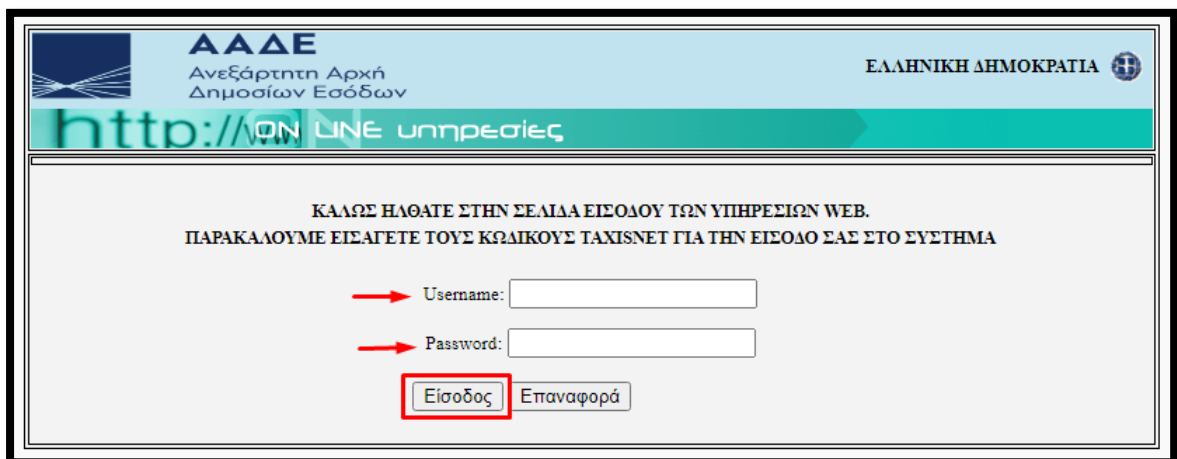 ΑΑΔΕ
Ανεξάρτητη Αρχή
Δημοσίων Εσόδων
ΕΛΛΗΝΙΚΗ ΔΗΜΟΚΡΑΤΙΑ
http://www
ON LINE υπηρεσίες
ΚΑΛΩΣ ΗΛΘΑΤΕ ΣΤΗΝ ΣΕΛΙΔΑ ΕΙΣΟΔΟΥ ΤΩΝ ΥΠΗΡΕΣΙΩΝ WEB.
ΠΑΡΑΚΑΛΟΥΜΕ ΕΙΣΑΓΕΤΕ ΤΟΥΣ ΚΩΔΙΚΟΥΣ TAXISNET ΓΙΑ ΤΗΝ ΕΙΣΟΔΟ ΣΑΣ ΣΤΟ ΣΥΣΤΗΜΑ
Username:
Password:
Είσοδος Επαναφορά